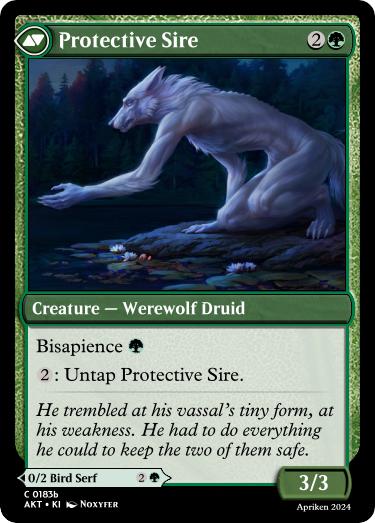 Protective Sire 2
Creature — Werewolf Druid
Bisapience
2: Untap Protective Sire.
He trembled at his vassal's tiny form, at
his weakness. He had to do everything
he could to keep the two of them safe.
0/2 Bird Serf 2
3/3
C 0183b
AKT • KI Noxyfer
Apriken 2024